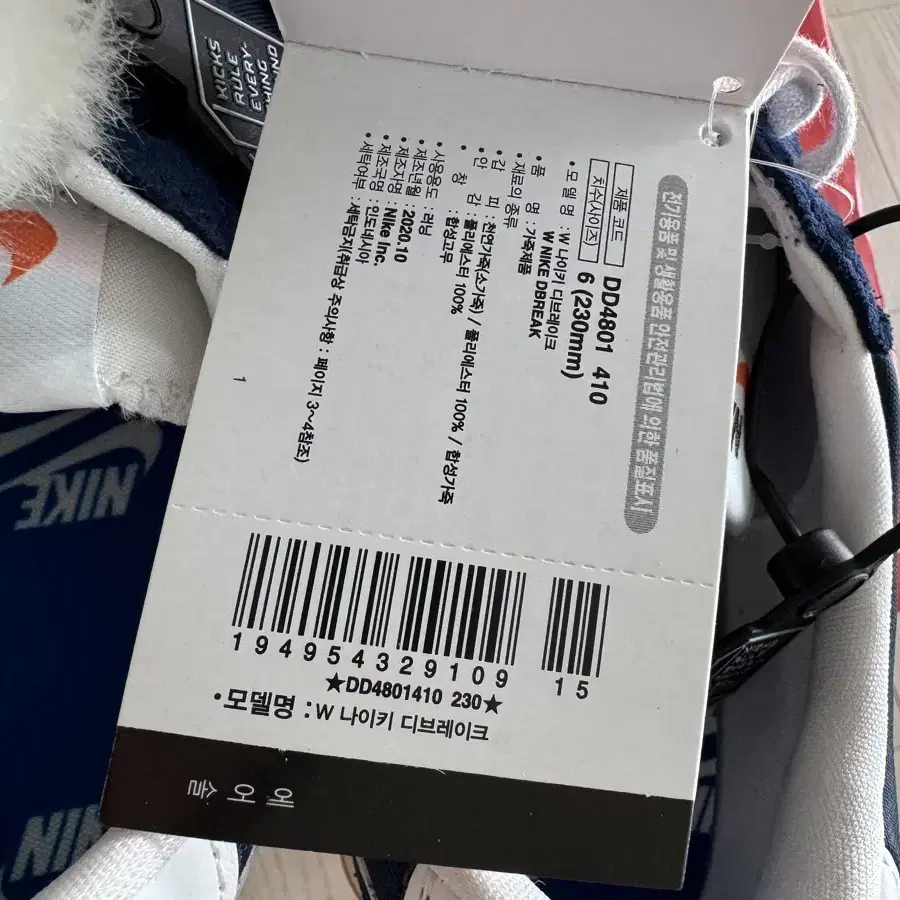 KICKS
RULE
EVERY-
THING
전기용품 및 생활용품 안전관리법에 의한 품질표시
제품 코드 DD4801 410
치수(사이즈) 6 (230mm)
• 모 델 명 : W 나이키 디브레이크
W NIKE DBREAK
• 품 명 : 가죽제품
• 재료의 종류
• 겉 피 : 천연가죽(소가죽) / 폴리에스터 100% / 합성가죽
• 안 감 : 폴리에스터 100%
• 창 : 합성고무
• 사용용도 : 러닝
• 제조년월 : 2020.10
• 제조자명 : Nike Inc.
• 제조국명 : 인도네시아
• 세탁여부 : 세탁금지(취급상 주의사항 : 페이지 3~4참조)
1
194954329109 15
★DD4801410 230★
• 모델명 : W 나이키 디브레이크
에어솔
NIKE
NIKE